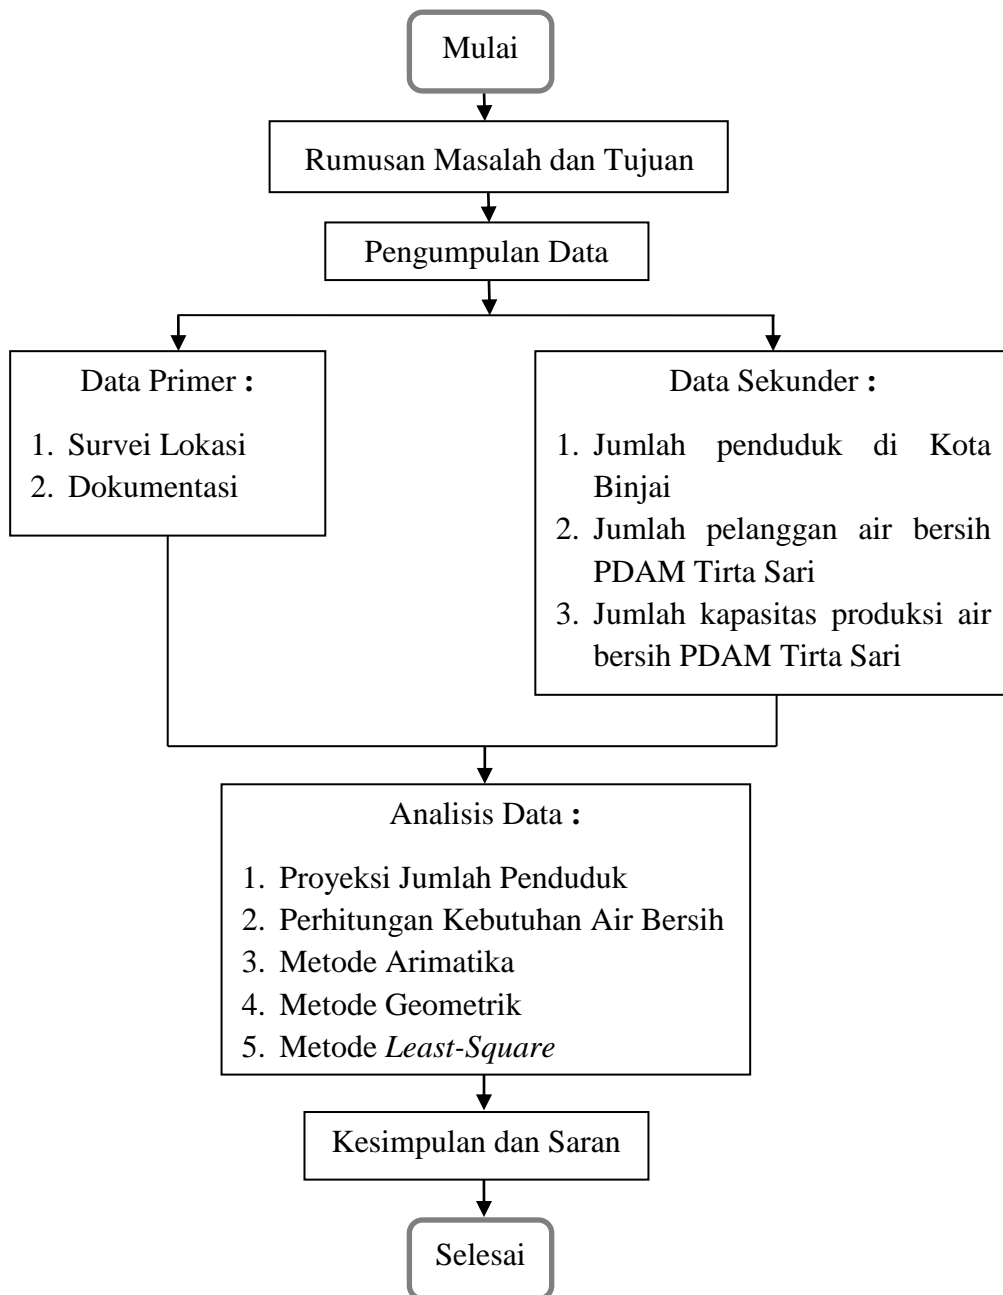 Mulai
Rumusan Masalah dan Tujuan
Pengumpulan Data
Data Primer :
1. Survei Lokasi
2. Dokumentasi
Data Sekunder :
1. Jumlah penduduk di Kota
Binjai
2. Jumlah pelanggan air bersih
PDAM Tirta Sari
3. Jumlah kapasitas produksi air
bersih PDAM Tirta Sari
Analisis Data :
1. Proyeksi Jumlah Penduduk
2. Perhitungan Kebutuhan Air Bersih
3. Metode Arimatika
4. Metode Geometrik
5. Metode Least-Square
Kesimpulan dan Saran
Selesai